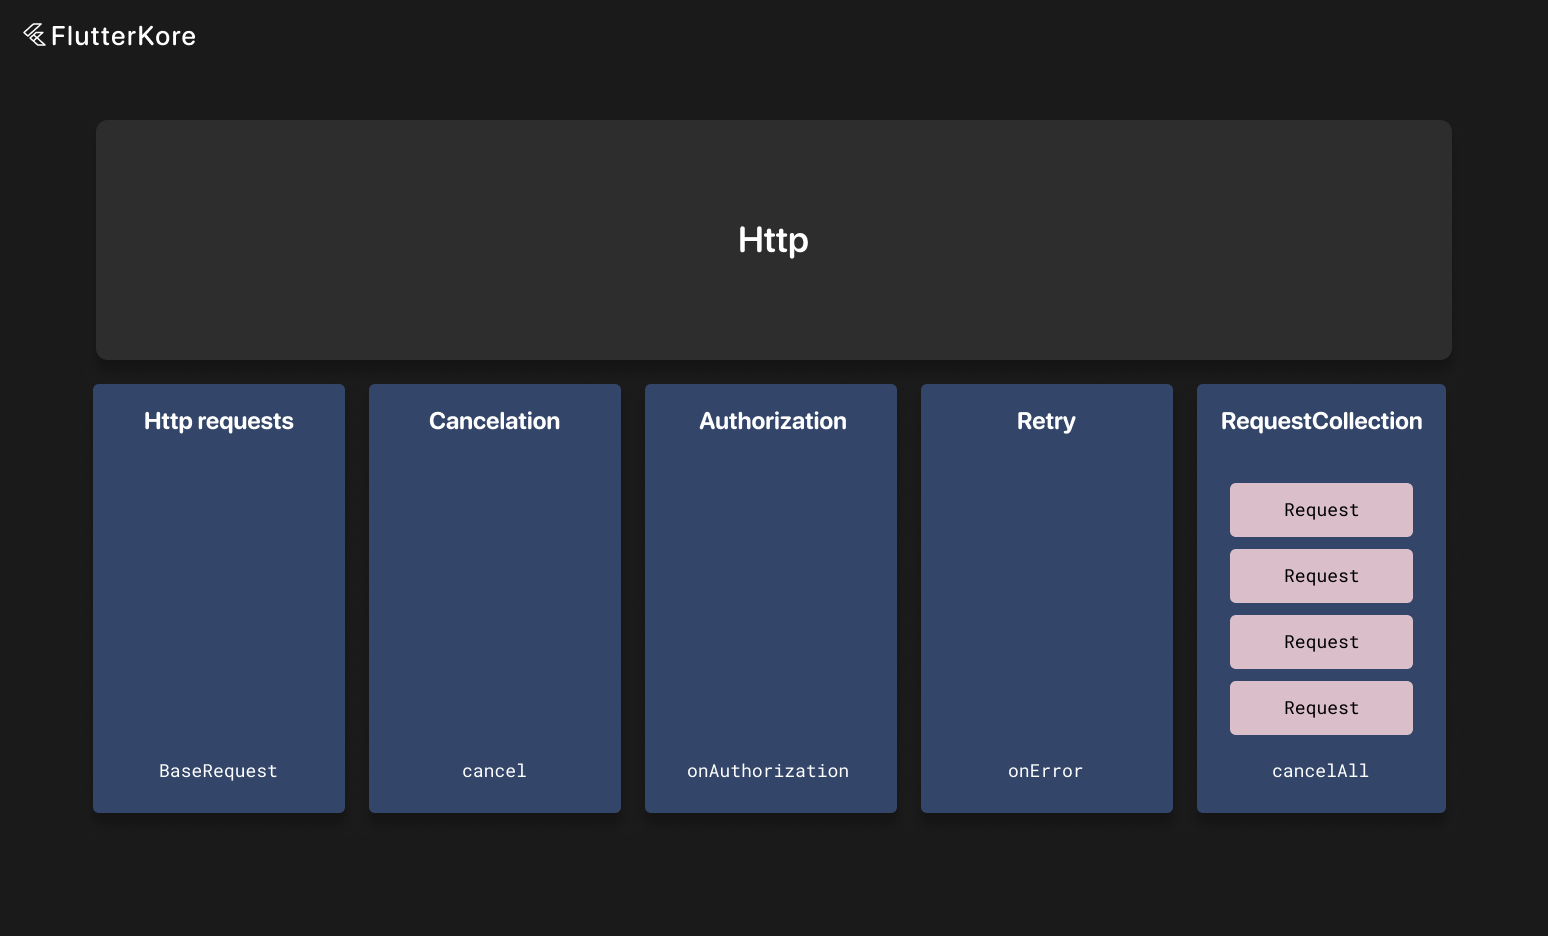 FlutterKore
Http
Http requests
BaseRequest
Cancelation
cancel
Authorization
onAuthorization
Retry
onError
RequestCollection
Request
Request
Request
Request
cancelAll